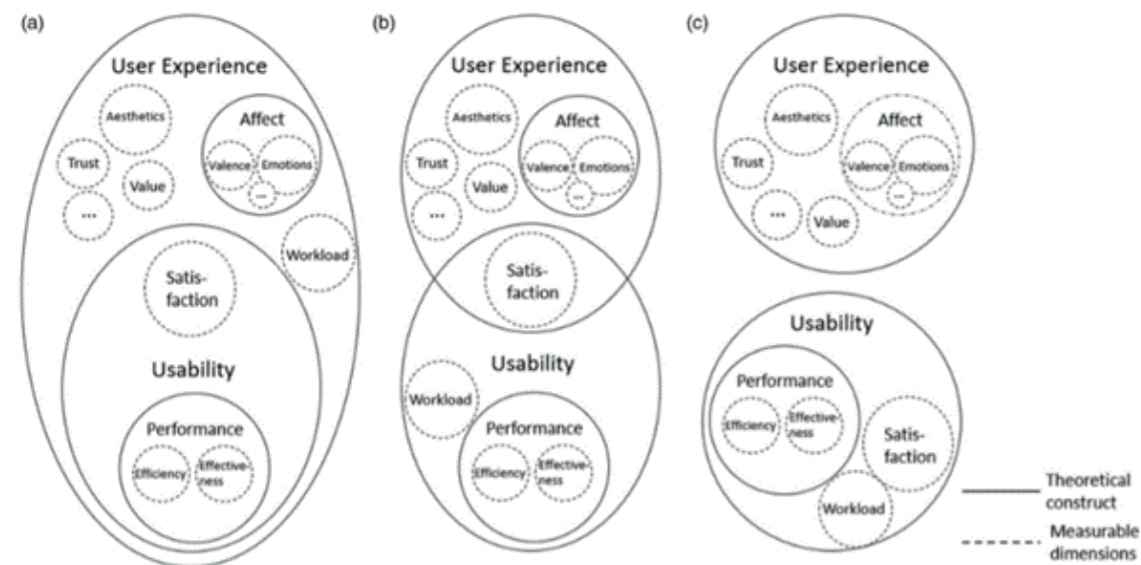 (a)
User Experience
Aesthetics
Affect
Trust
Valence
Emotions
Value
...
...
Workload
Satis-
faction
Usability
Performance
Efficiency
Effective-
ness
(b)
User Experience
Aesthetics
Affect
Trust
Valence
Emotions
Value
...
...
Satis-
faction
Usability
Workload
Performance
Efficiency
Effective-
ness
(c)
User Experience
Aesthetics
Affect
Trust
Valence
Emotions
...
...
Value
Usability
Performance
Efficiency
Effective-
ness
Satis-
faction
Workload
Theoretical
construct
Measurable
dimensions